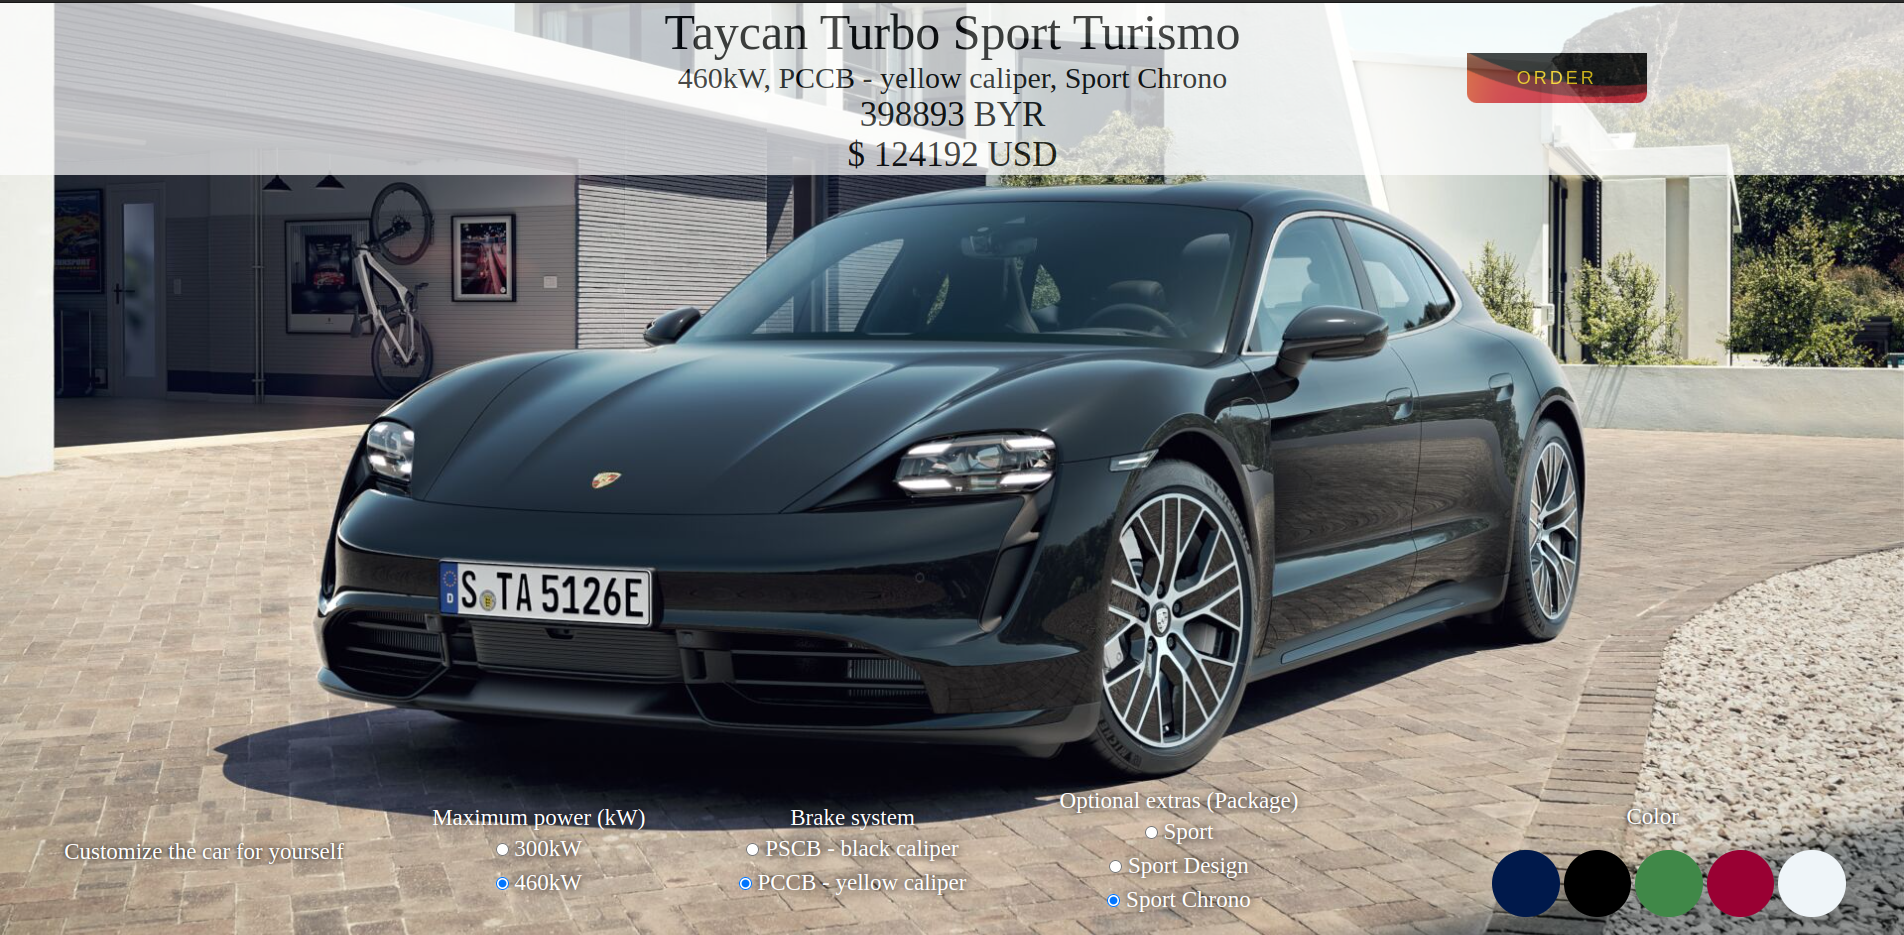 Taycan Turbo Sport Turismo
460kW, PCCB - yellow caliper, Sport Chrono
398893 BYR
$ 124192 USD
ORDER
S TA 5126E
D
Customize the car for yourself
Maximum power (kW)
300kW
460kW
Brake system
PSCB - black caliper
PCCB - yellow caliper
Optional extras (Package)
Sport
Sport Design
Sport Chrono
Color